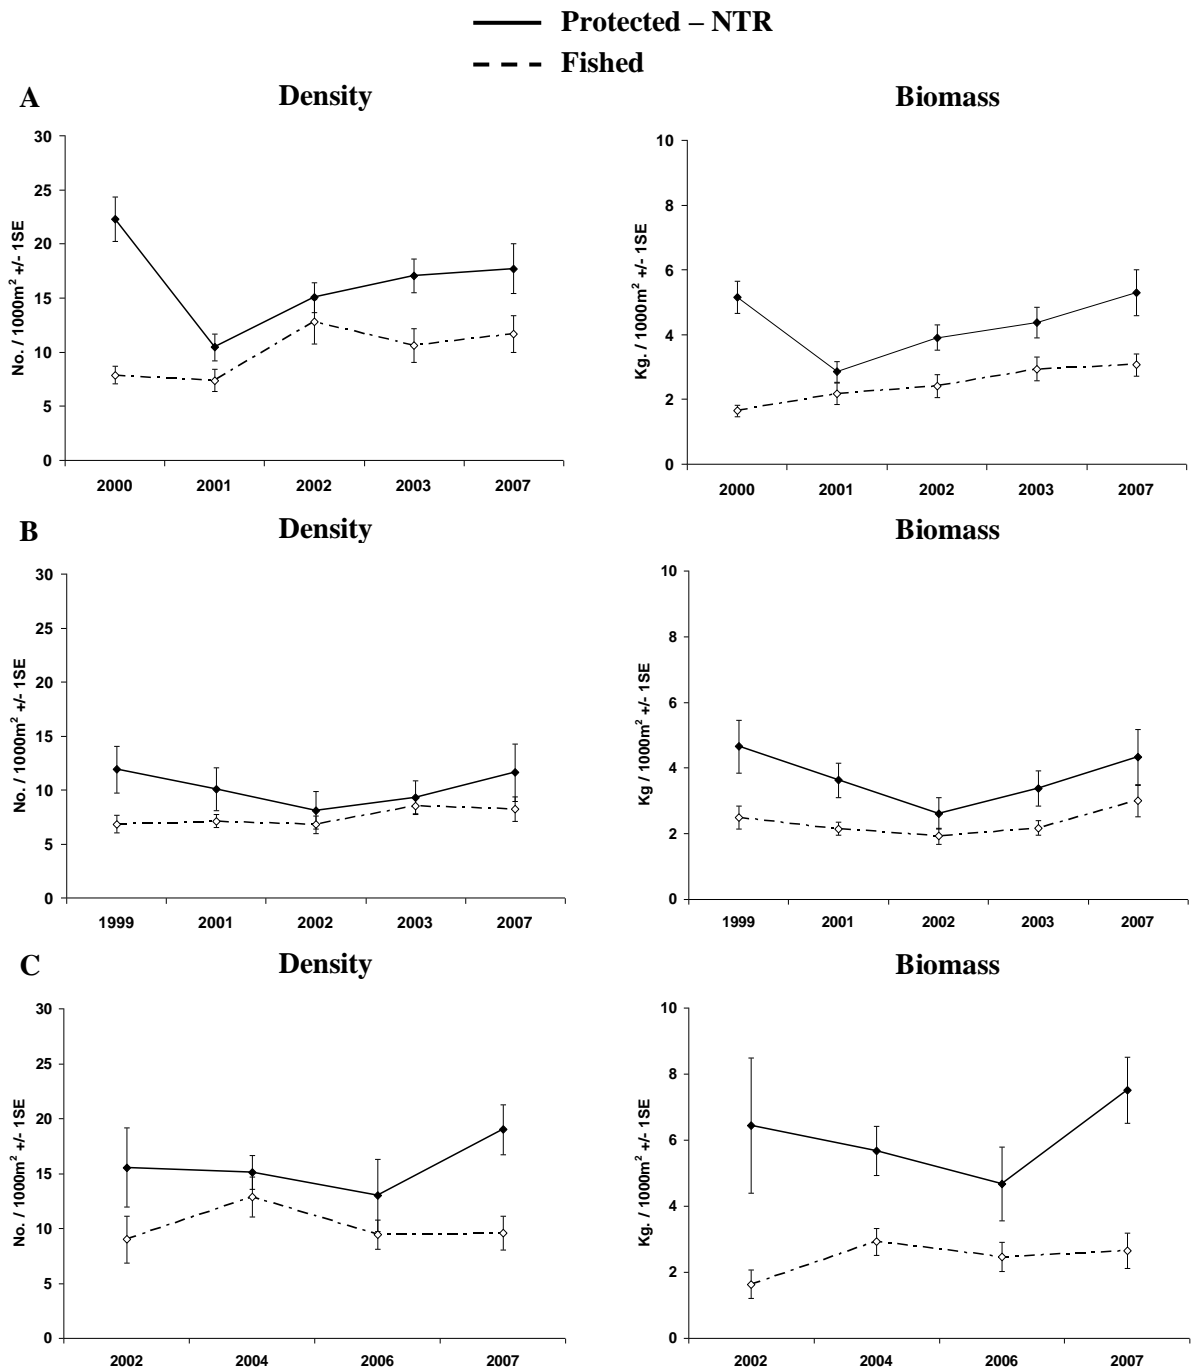 Protected – NTR
Fished
A
Density
Biomass
No. / 1000m² +/- 1SE
30
25
20
15
10
5
0
2000 2001 2002 2003 2007
Kg. / 1000m² +/- 1SE
10
8
6
4
2
0
2000 2001 2002 2003 2007
B
Density
Biomass
No. / 1000m² +/- 1SE
30
25
20
15
10
5
0
1999 2001 2002 2003 2007
Kg / 1000m² +/- 1SE
10
8
6
4
2
0
1999 2001 2002 2003 2007
C
Density
Biomass
No. / 1000m² +/- 1SE
30
25
20
15
10
5
0
2002 2004 2006 2007
Kg. / 1000m² +/- 1SE
10
8
6
4
2
0
2002 2004 2006 2007